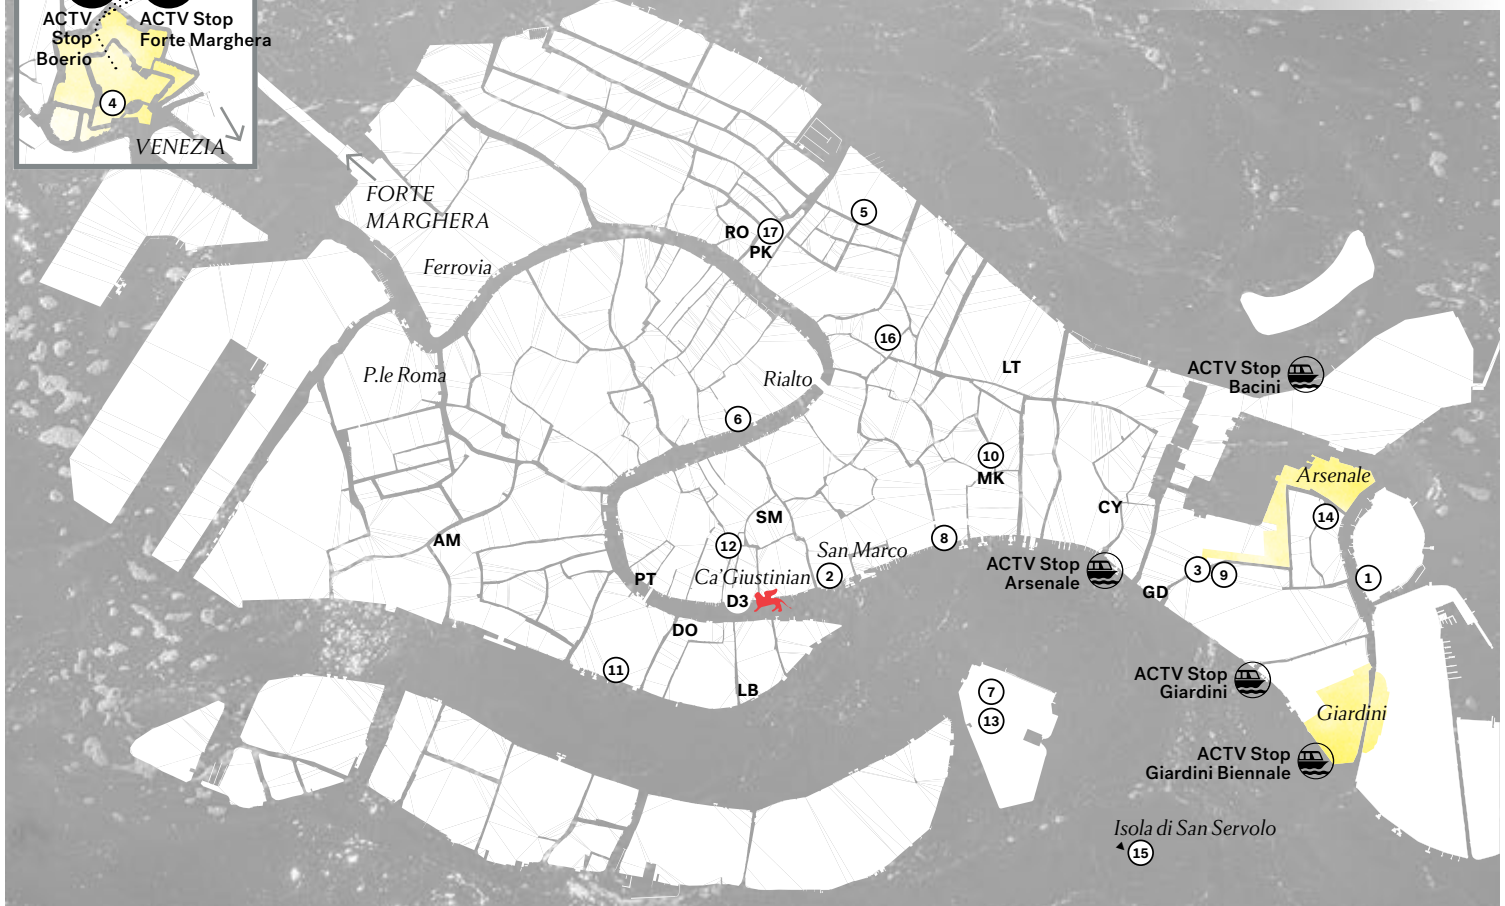 ACTV
Stop
Boerio
ACTV Stop
Forte Marghera
4
VENEZIA
FORTE
MARGHERA
Ferrovia
P.le Roma
RO
17
PK
5
16
LT
Rialto
6
10
MK
CY
ACTV Stop
Bacini
Arsenale
14
AM
SM
12
San Marco
8
Ca'Giustinian
2
PT
D3
ACTV Stop
Arsenale
3
9
GD
1
DO
11
LB
7
13
ACTV Stop
Giardini
Giardini
ACTV Stop
Giardini Biennale
Isola di San Servolo
15